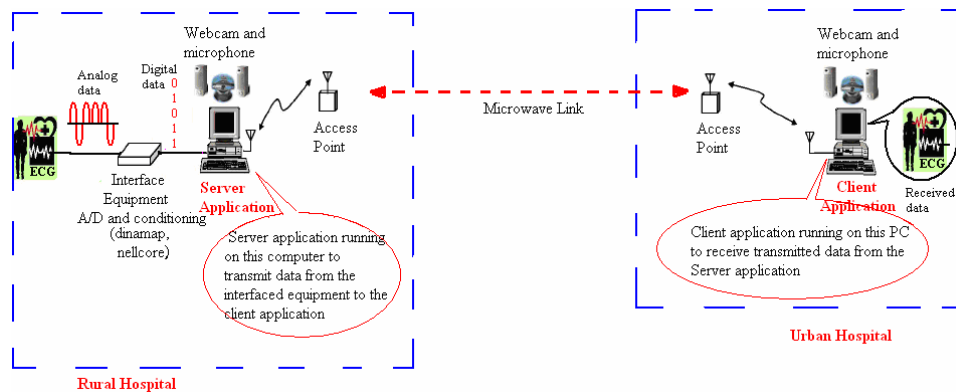 Webcam and
microphone
Analog
data
Digital
data
0
1
0
1
1
ECG
Interface
Equipment
A/D and conditioning
(dinamap,
nellcore)
Server
Application
Access
Point
Server application running
on this computer to
transmit data from the
interfaced equipment to the
client application
Rural Hospital
Microwave Link
Webcam and
microphone
Access
Point
Client
Application
ECG
Received
data
Client application running on this PC
to receive transmitted data from the
Server application
Urban Hospital